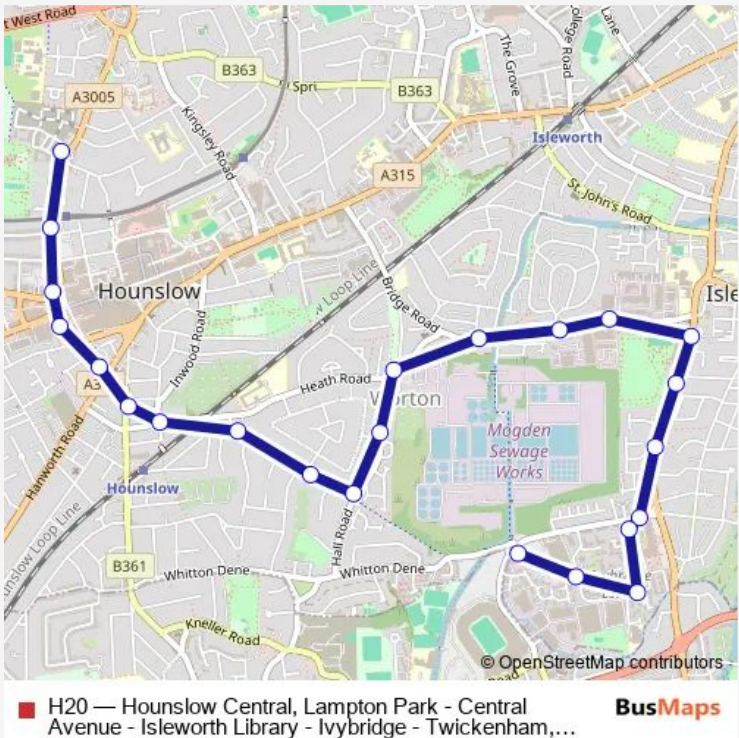 t West Road
A3005
B363
Spri
B363
The Grove
ollege Road
Lane
Kingsley Road
Isleworth
A315
St. John's Road
Hounslow
w Loop Line
Bridge Road
Isle
Inwood Road
Heath Road
Worton
A3
Hanworth Road
Mogden
Sewage
Works
Hounslow
nslow Loop Line
Hall Road
B361
Whitton Dene
Whitton Dene
Kneller Road
Road
© OpenStreetMap contributors
H20 — Hounslow Central, Lampton Park - Central
Avenue - Isleworth Library - Ivybridge - Twickenham,...
BusMaps